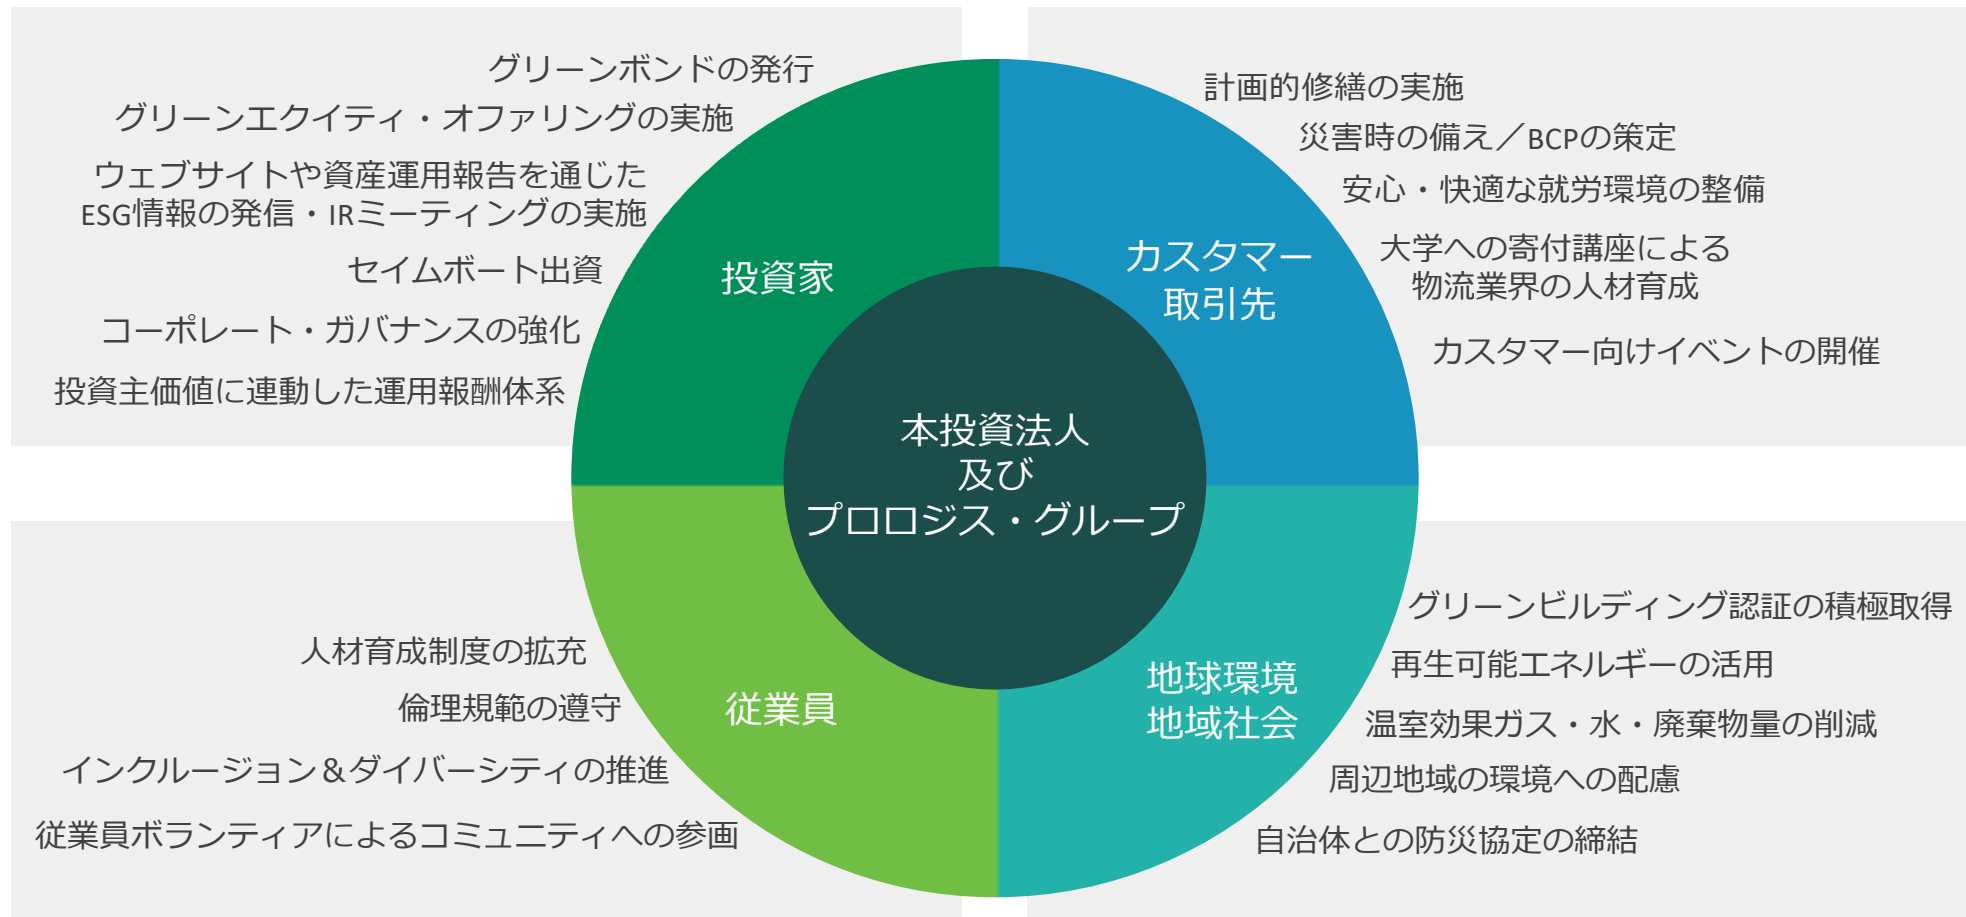 グリーンボンドの発行
グリーンエクイティ・オファリングの実施
ウェブサイトや資産運用報告を通じた
ESG情報の発信・IRミーティングの実施
セイムボート出資
コーポレート・ガバナンスの強化
投資主価値に連動した運用報酬体系
投資家
計画的修繕の実施
災害時の備え／BCPの策定
安心・快適な就労環境の整備
大学への寄付講座による
物流業界の人材育成
カスタマー向けイベントの開催
カスタマー
取引先
本投資法人
及び
プロロジス・グループ
人材育成制度の拡充
倫理規範の遵守
インクルージョン＆ダイバーシティの推進
従業員ボランティアによるコミュニティへの参画
従業員
地球環境
地域社会
グリーンビルディング認証の積極取得
再生可能エネルギーの活用
温室効果ガス・水・廃棄物量の削減
周辺地域の環境への配慮
自治体との防災協定の締結